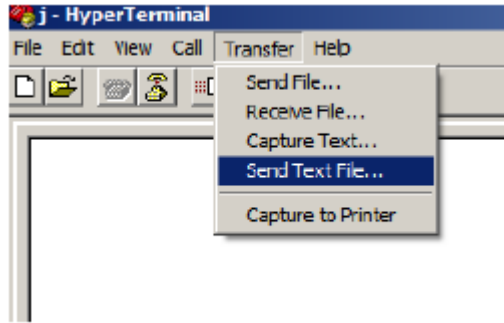 j - HyperTerminal
File Edit View Call Transfer Help
Send File...
Receive File...
Capture Text...
Send Text File...
Capture to Printer